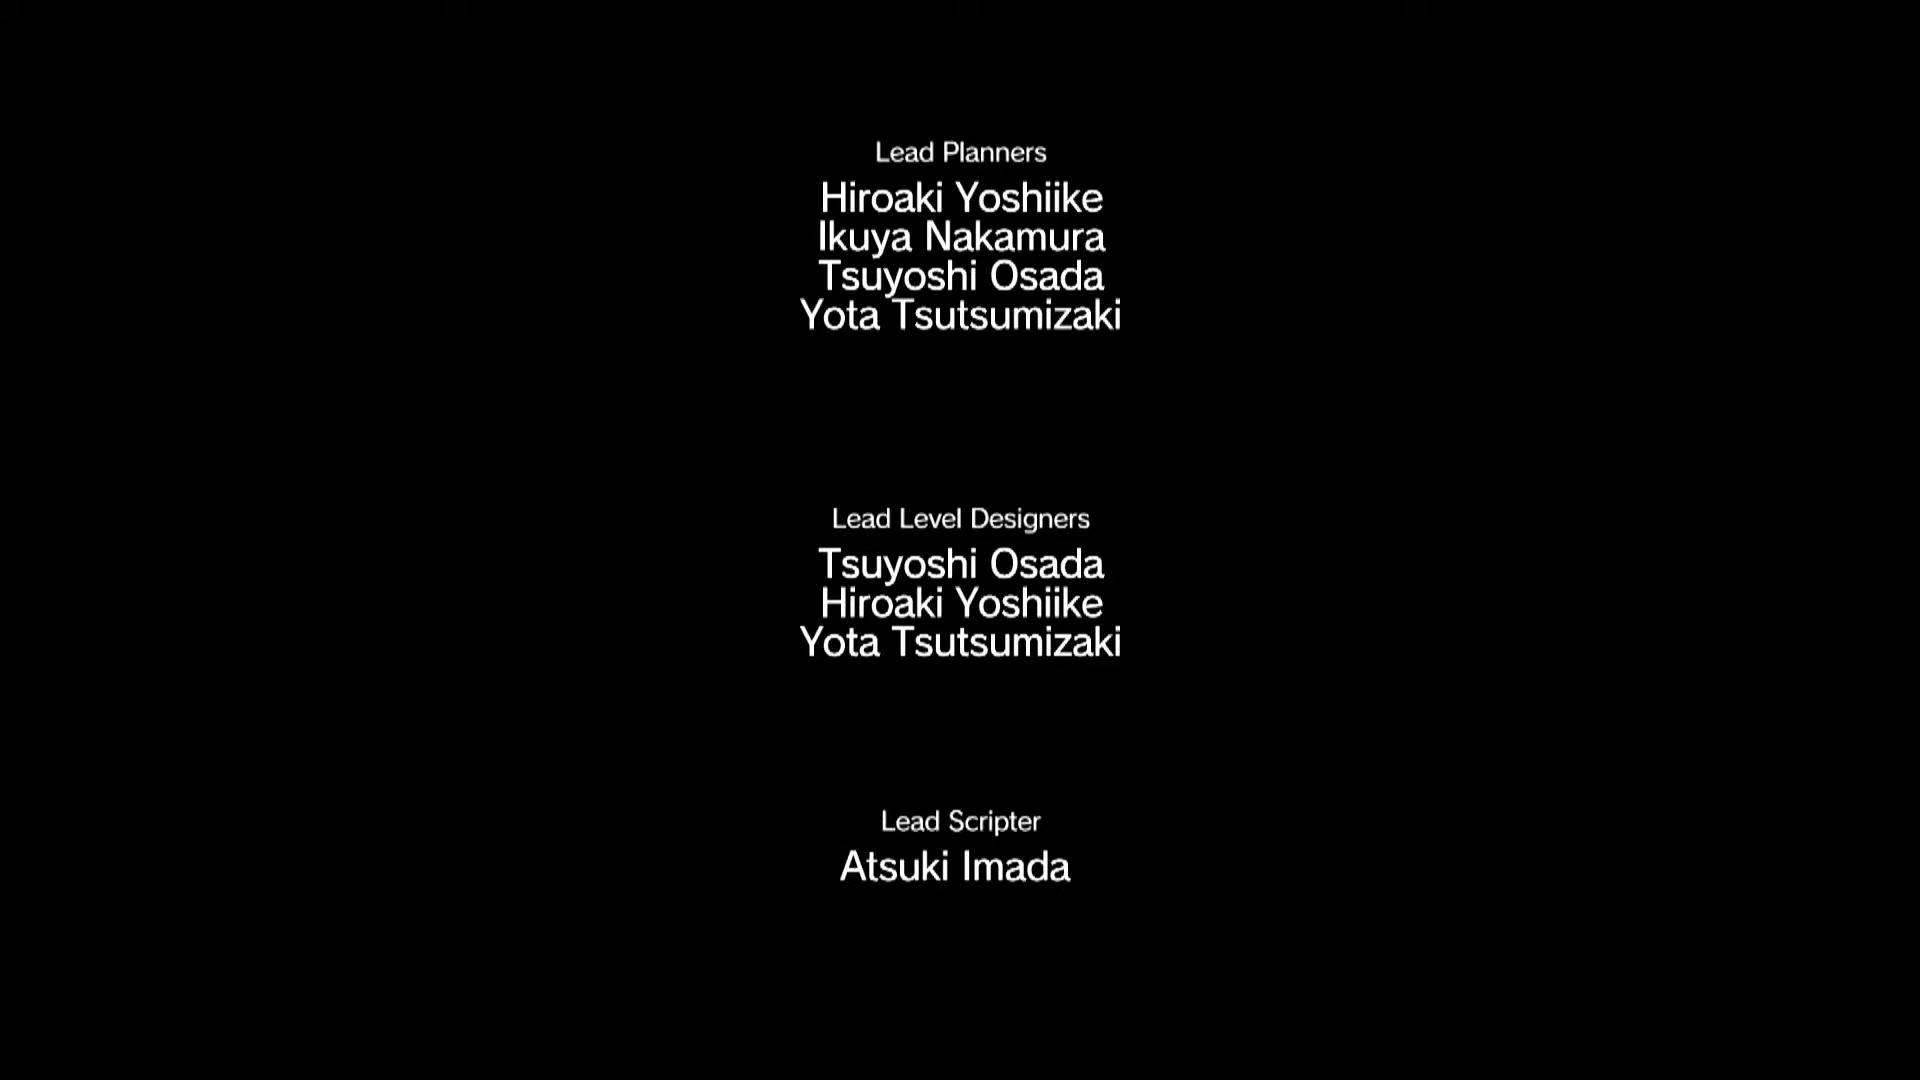 Lead Planners
Hiroaki Yoshiike
Ikuya Nakamura
Tsuyoshi Osada
Yota Tsutsumizaki
Lead Level Designers
Tsuyoshi Osada
Hiroaki Yoshiike
Yota Tsutsumizaki
Lead Scripter
Atsuki Imada